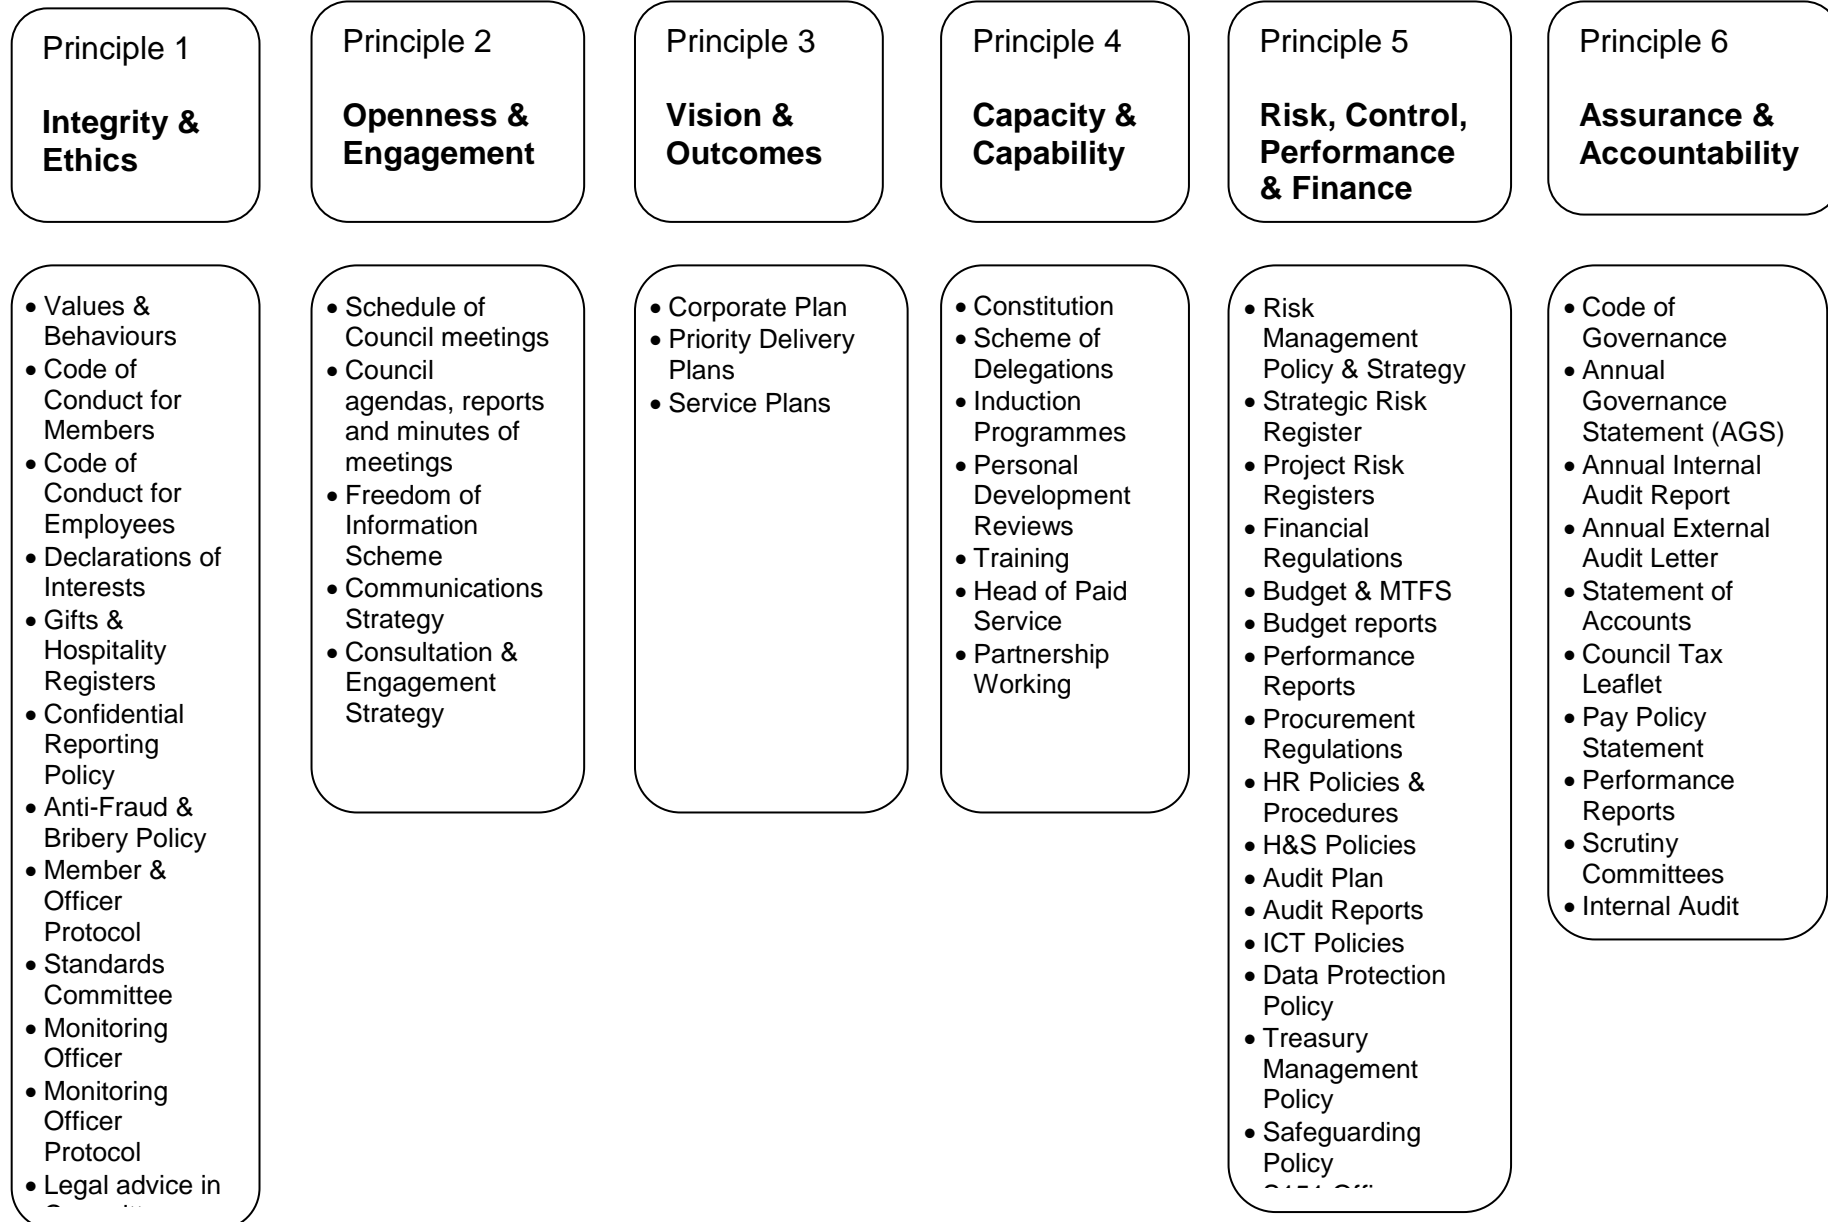 Principle 1
Integrity &
Ethics
Principle 2
Openness &
Engagement
Principle 3
Vision &
Outcomes
Principle 4
Capacity &
Capability
Principle 5
Risk, Control,
Performance
& Finance
Principle 6
Assurance &
Accountability
• Values &
Behaviours
• Code of
Conduct for
Members
• Code of
Conduct for
Employees
• Declarations of
Interests
• Gifts &
Hospitality
Registers
• Confidential
Reporting
Policy
• Anti-Fraud &
Bribery Policy
• Member &
Officer
Protocol
• Standards
Committee
• Monitoring
Officer
• Monitoring
Officer
Protocol
• Legal advice in
• Schedule of
Council meetings
• Council
agendas, reports
and minutes of
meetings
• Freedom of
Information
Scheme
• Communications
Strategy
• Consultation &
Engagement
Strategy
• Corporate Plan
• Priority Delivery
Plans
• Service Plans
• Constitution
• Scheme of
Delegations
• Induction
Programmes
• Personal
Development
Reviews
• Training
• Head of Paid
Service
• Partnership
Working
• Risk
Management
Policy & Strategy
• Strategic Risk
Register
• Project Risk
Registers
• Financial
Regulations
• Budget & MTFS
• Budget reports
• Performance
Reports
• Procurement
Regulations
• HR Policies &
Procedures
• H&S Policies
• Audit Plan
• Audit Reports
• ICT Policies
• Data Protection
Policy
• Treasury
Management
Policy
• Safeguarding
Policy
• Code of
Governance
• Annual
Governance
Statement (AGS)
• Annual Internal
Audit Report
• Annual External
Audit Letter
• Statement of
Accounts
• Council Tax
Leaflet
• Pay Policy
Statement
• Performance
Reports
• Scrutiny
Committees
• Internal Audit